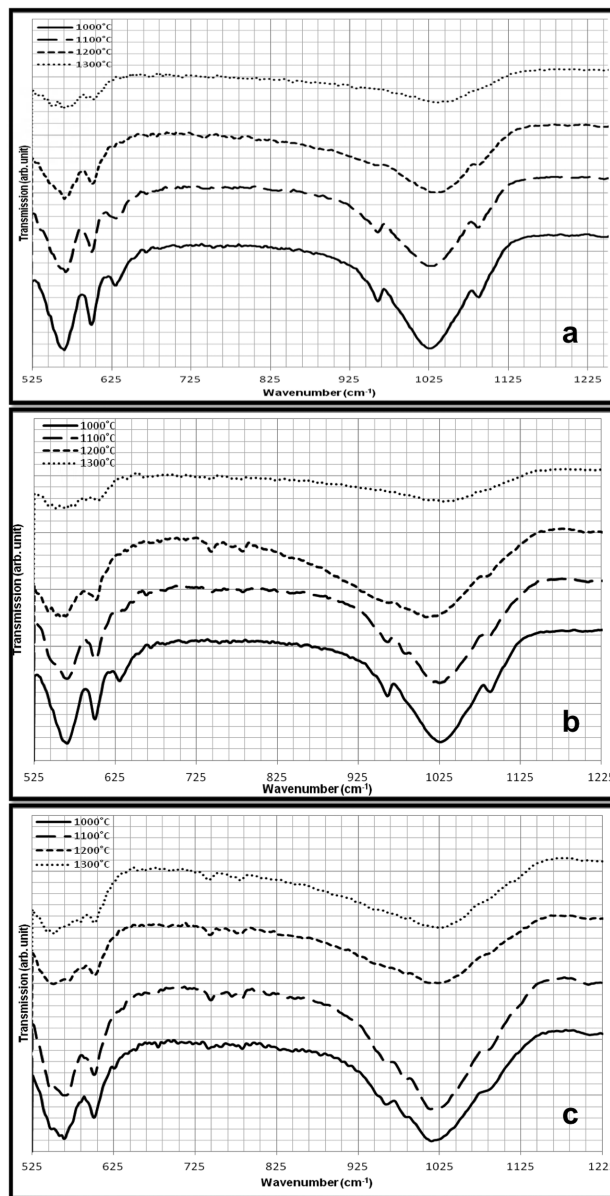 1000°C
1100°C
1200°C
1300°C
Transmission (arb. unit)
a
525 625 725 825 925 1025 1125 1225
Wavenumber (cm-1)
1000°C
1100°C
1200°C
1300°C
Transmission (arb. unit)
b
525 625 725 825 925 1025 1125 1225
Wavenumber (cm-1)
1000°C
1100°C
1200°C
1300°C
Transmission (arb. unit)
c
525 625 725 825 925 1025 1125 122
Wavenumber (cm-1)